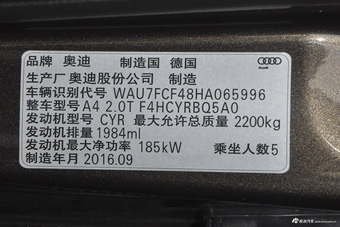 品牌 奥迪 制造国 德国
Audi
生产厂 奥迪股份公司 制造
车辆识别代号 WAU7FCF48HA065996
整车型号 A4 2.0T F4HCYRBQ5A0
发动机型号 CYR 最大允许总质量 2200kg
发动机排量 1984ml
发动机最大净功率 185kW 乘坐人数5
制造年月 2016.09